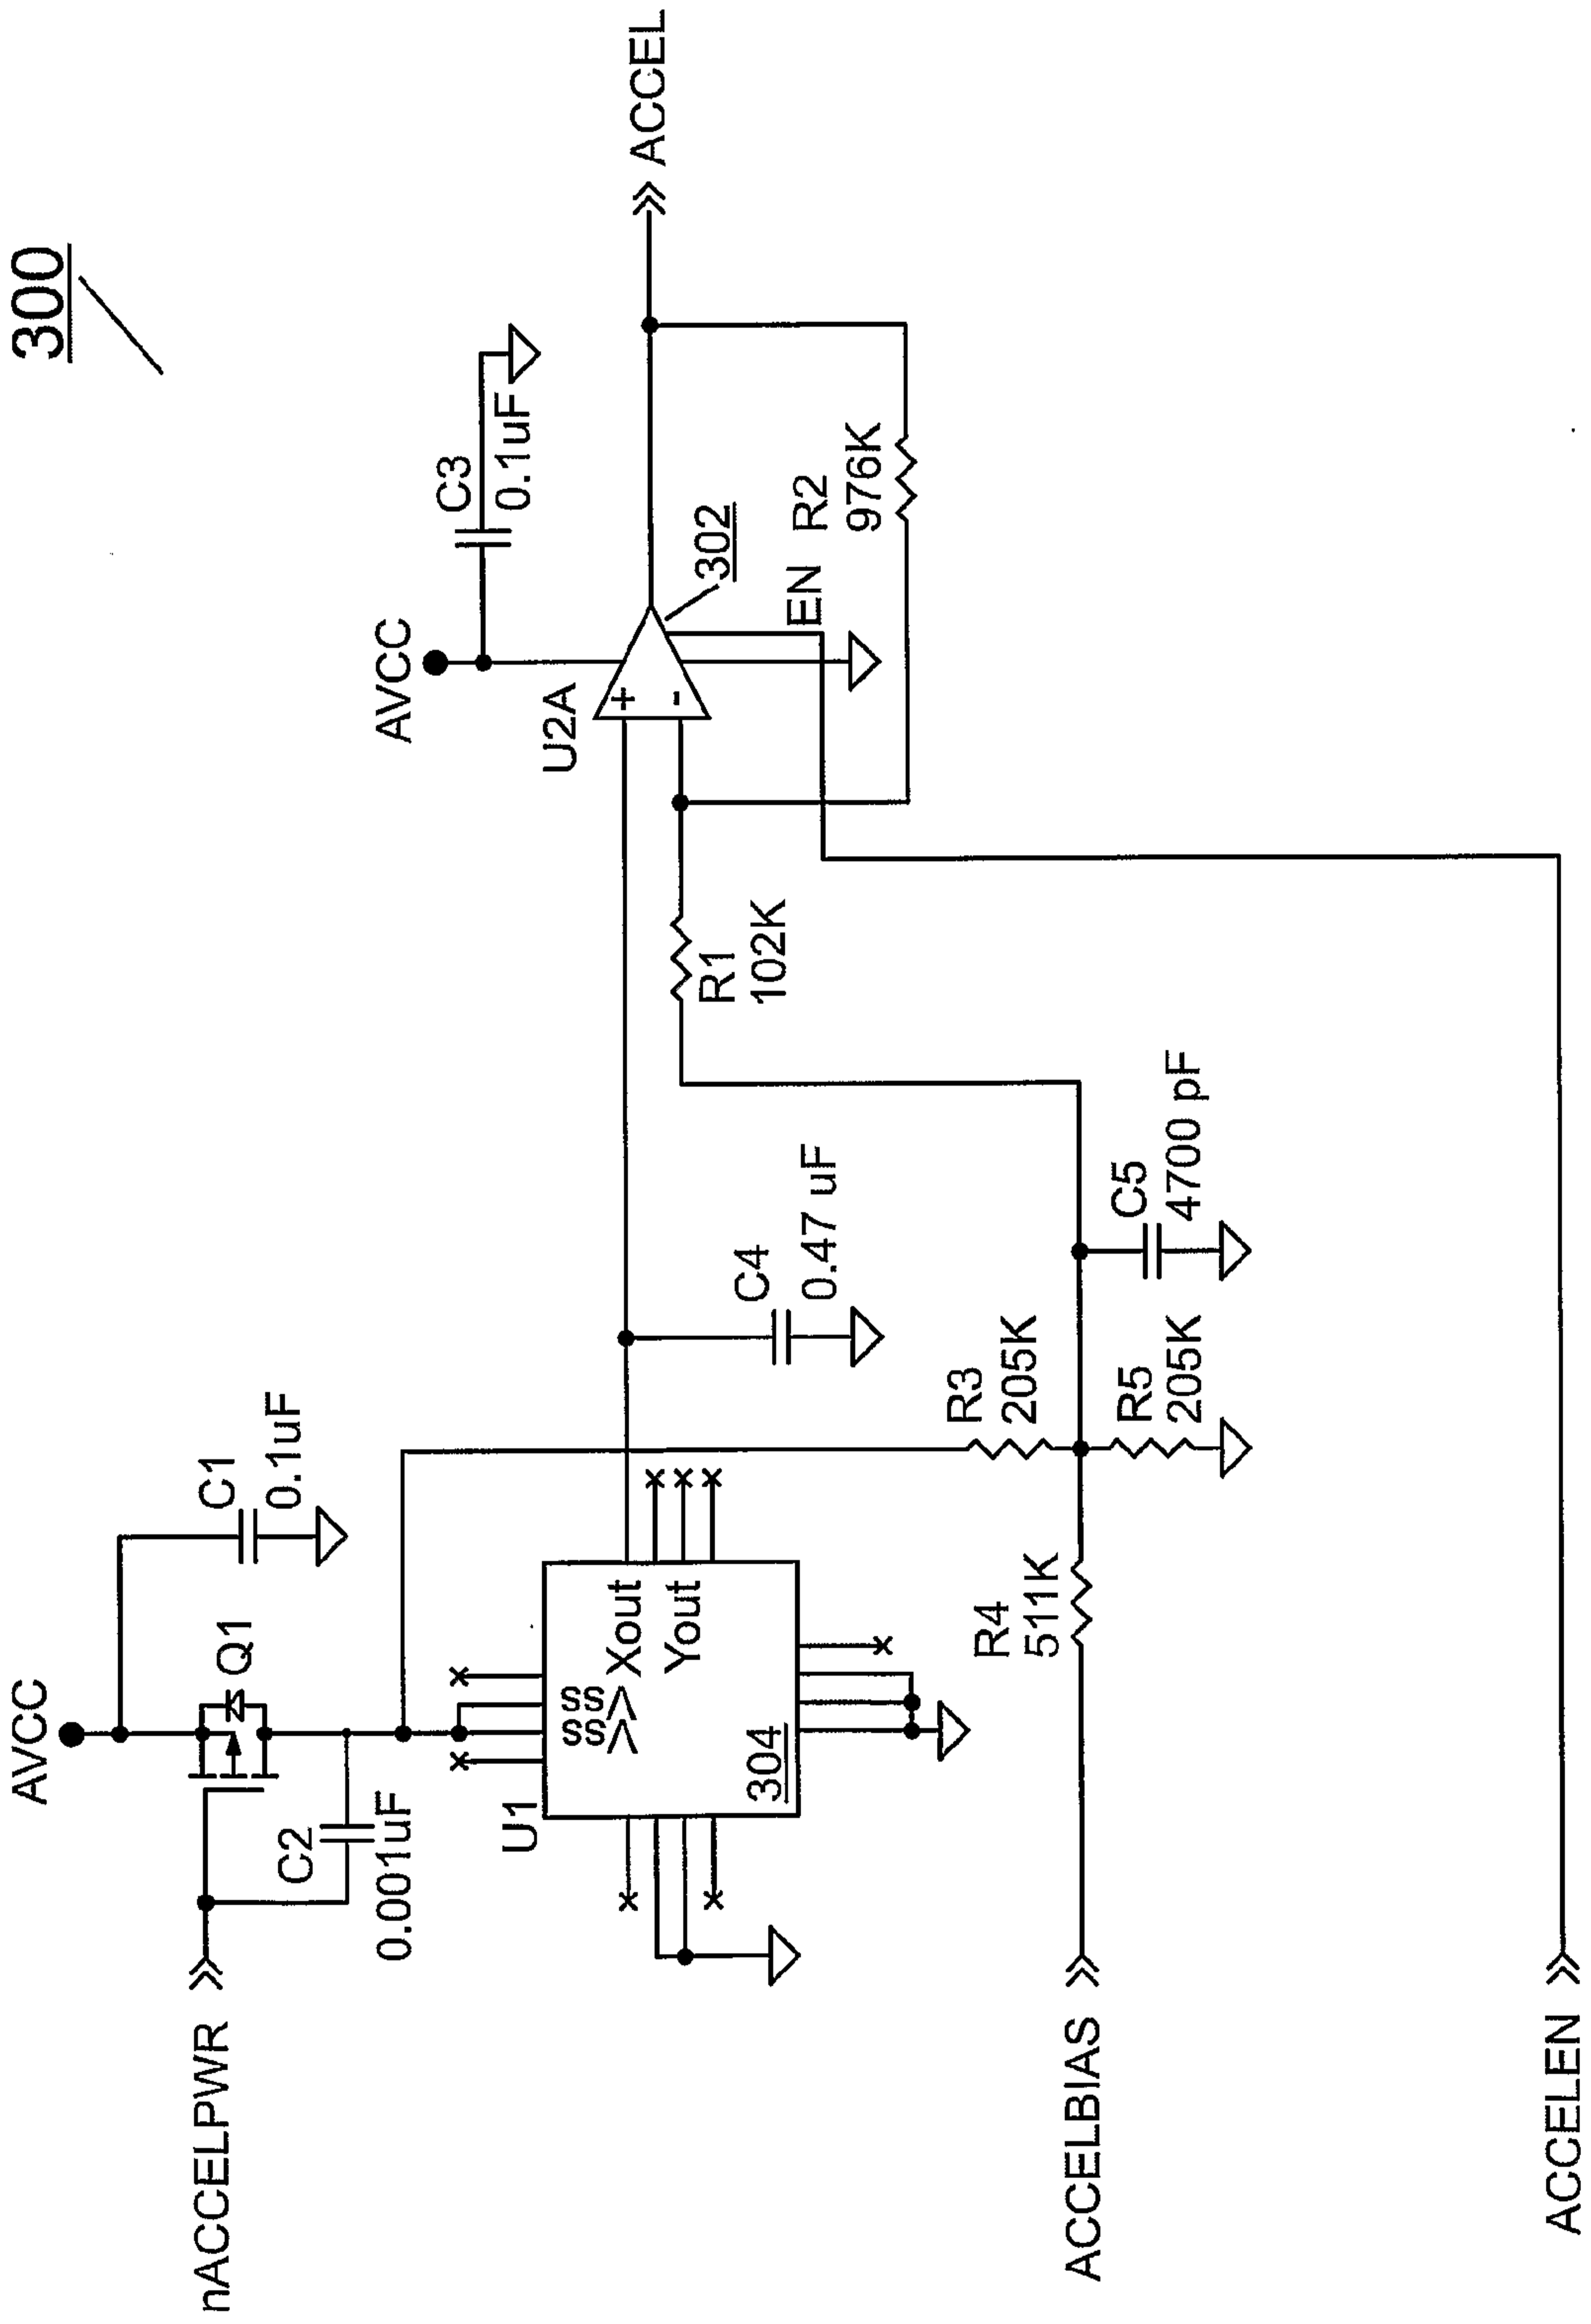 300
AVCC
C1
0.1uF
Q1
nACCELPWR
C2
0.001uF
U1
SS>
SS>
Xout
Yout
304
C4
0.47 uF
AVCC
C3
0.1uF
U2A
+
-
302
EN
R2
976K
ACCEL
R1
102K
R3
205K
R4
511K
R5
205K
C5
4700 pF
ACCELBIAS
ACCELEN